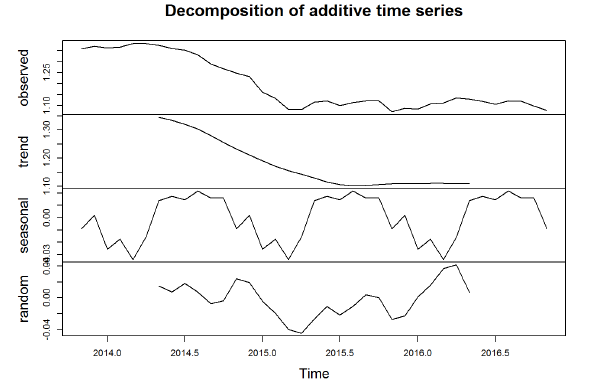 Decomposition of additive time series
observed
1.25
1.10
trend
1.30
1.20
1.10
seasonal
0.00
random
0.00
-0.04
2014.0 2014.5 2015.0 2015.5 2016.0 2016.5
Time